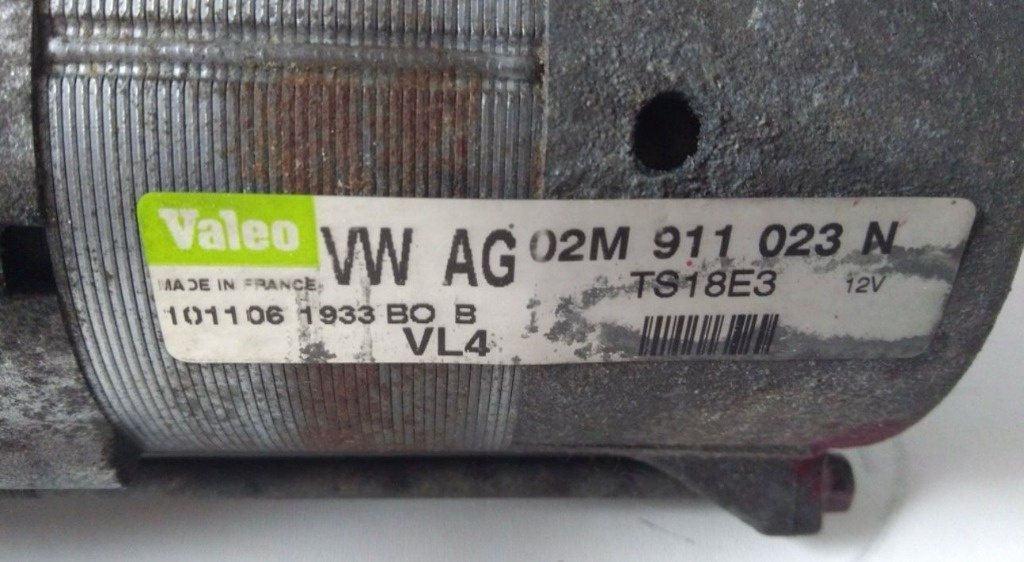 Valeo
VW AG
02M 911 023 N
MADE IN FRANCE
TS18E3
12V
101106 1933 BO B
VL4